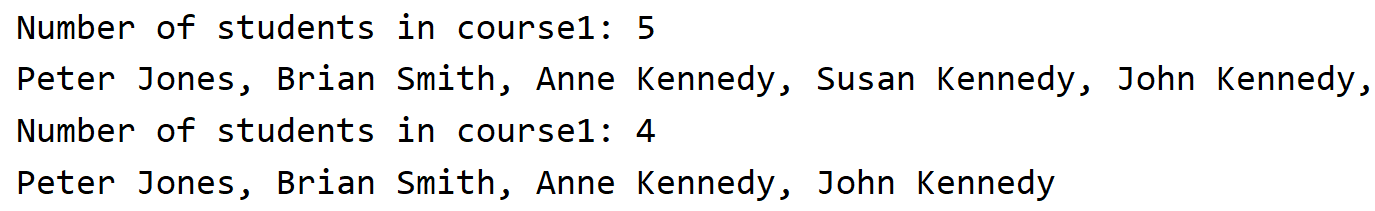 Number of students in course1: 5
Peter Jones, Brian Smith, Anne Kennedy, Susan Kennedy, John Kennedy,
Number of students in course1: 4
Peter Jones, Brian Smith, Anne Kennedy, John Kennedy